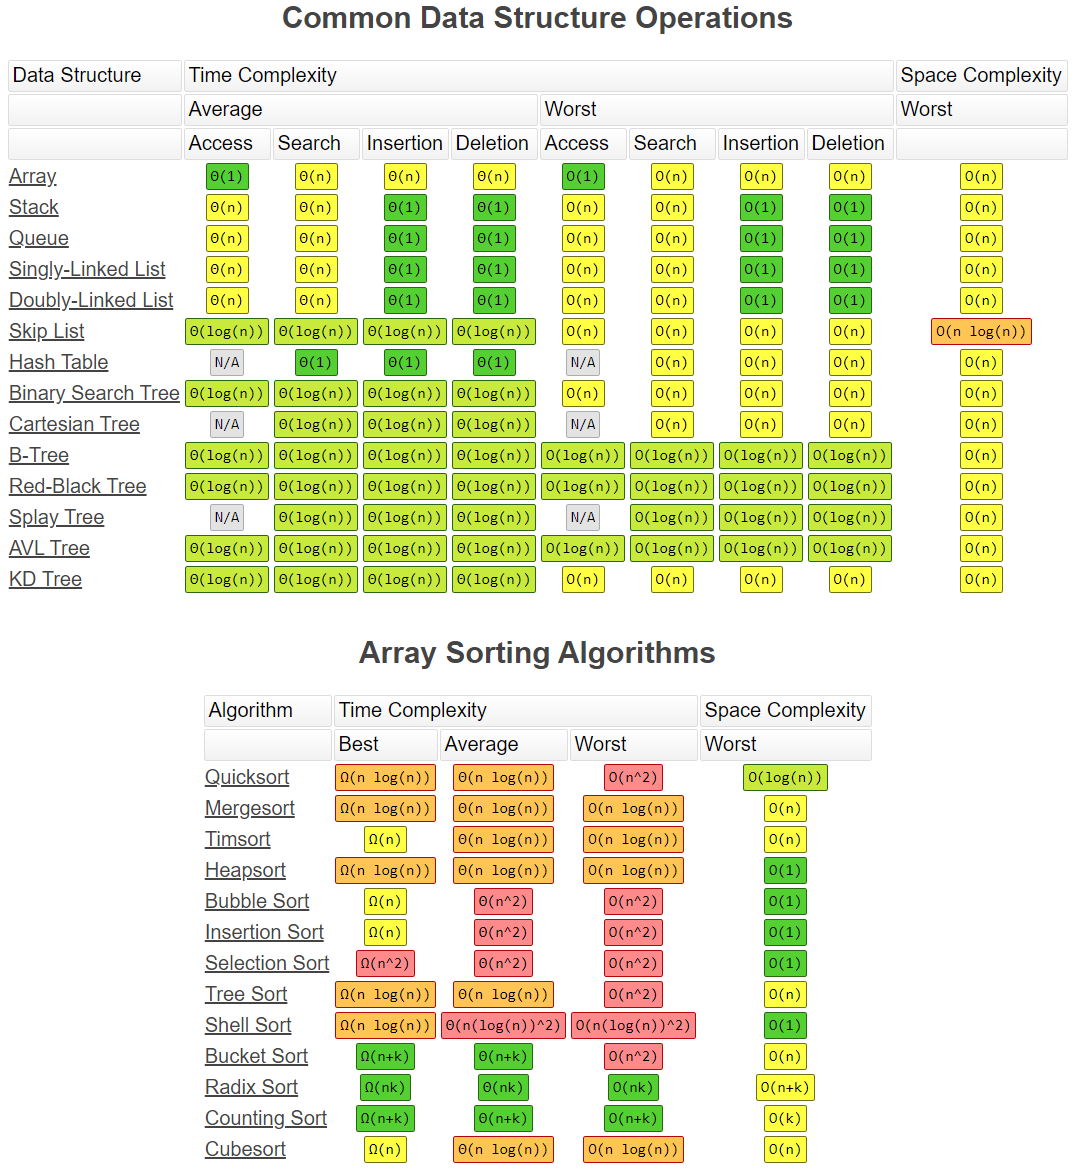 Common Data Structure Operations
Data Structure Time Complexity Space Complexity
Average Worst Worst
Access Search Insertion Deletion Access Search Insertion Deletion
Array Θ(1) Θ(n) Θ(n) Θ(n) O(1) O(n) O(n) O(n) O(n)
Stack Θ(n) Θ(n) Θ(1) Θ(1) O(n) O(n) O(1) O(1) O(n)
Queue Θ(n) Θ(n) Θ(1) Θ(1) O(n) O(n) O(1) O(1) O(n)
Singly-Linked List Θ(n) Θ(n) Θ(1) Θ(1) O(n) O(n) O(1) O(1) O(n)
Doubly-Linked List Θ(n) Θ(n) Θ(1) Θ(1) O(n) O(n) O(1) O(1) O(n)
Skip List Θ(log(n)) Θ(log(n)) Θ(log(n)) Θ(log(n)) O(n) O(n) O(n) O(n) O(n log(n))
Hash Table N/A Θ(1) Θ(1) Θ(1) N/A O(n) O(n) O(n) O(n)
Binary Search Tree Θ(log(n)) Θ(log(n)) Θ(log(n)) Θ(log(n)) O(n) O(n) O(n) O(n) O(n)
Cartesian Tree N/A Θ(log(n)) Θ(log(n)) Θ(log(n)) N/A O(n) O(n) O(n) O(n)
B-Tree Θ(log(n)) Θ(log(n)) Θ(log(n)) Θ(log(n)) O(log(n)) O(log(n)) O(log(n)) O(log(n)) O(n)
Red-Black Tree Θ(log(n)) Θ(log(n)) Θ(log(n)) Θ(log(n)) O(log(n)) O(log(n)) O(log(n)) O(log(n)) O(n)
Splay Tree N/A Θ(log(n)) Θ(log(n)) Θ(log(n)) N/A O(log(n)) O(log(n)) O(log(n)) O(n)
AVL Tree Θ(log(n)) Θ(log(n)) Θ(log(n)) Θ(log(n)) O(log(n)) O(log(n)) O(log(n)) O(log(n)) O(n)
KD Tree Θ(log(n)) Θ(log(n)) Θ(log(n)) Θ(log(n)) O(n) O(n) O(n) O(n) O(n)
Array Sorting Algorithms
Algorithm Time Complexity Space Complexity
Best Average Worst Worst
Quicksort Ω(n log(n)) Θ(n log(n)) O(n^2) O(log(n))
Mergesort Ω(n log(n)) Θ(n log(n)) O(n log(n)) O(n)
Timsort Ω(n) Θ(n log(n)) O(n log(n)) O(n)
Heapsort Ω(n log(n)) Θ(n log(n)) O(n log(n)) O(1)
Bubble Sort Ω(n) Θ(n^2) O(n^2) O(1)
Insertion Sort Ω(n) Θ(n^2) O(n^2) O(1)
Selection Sort Ω(n^2) Θ(n^2) O(n^2) O(1)
Tree Sort Ω(n log(n)) Θ(n log(n)) O(n^2) O(n)
Shell Sort Ω(n log(n)) Θ(n(log(n))^2) O(n(log(n))^2) O(1)
Bucket Sort Ω(n+k) Θ(n+k) O(n^2) O(n)
Radix Sort Ω(nk) Θ(nk) O(nk) O(n+k)
Counting Sort Ω(n+k) Θ(n+k) O(n+k) O(k)
Cubesort Ω(n) Θ(n log(n)) O(n log(n)) O(n)